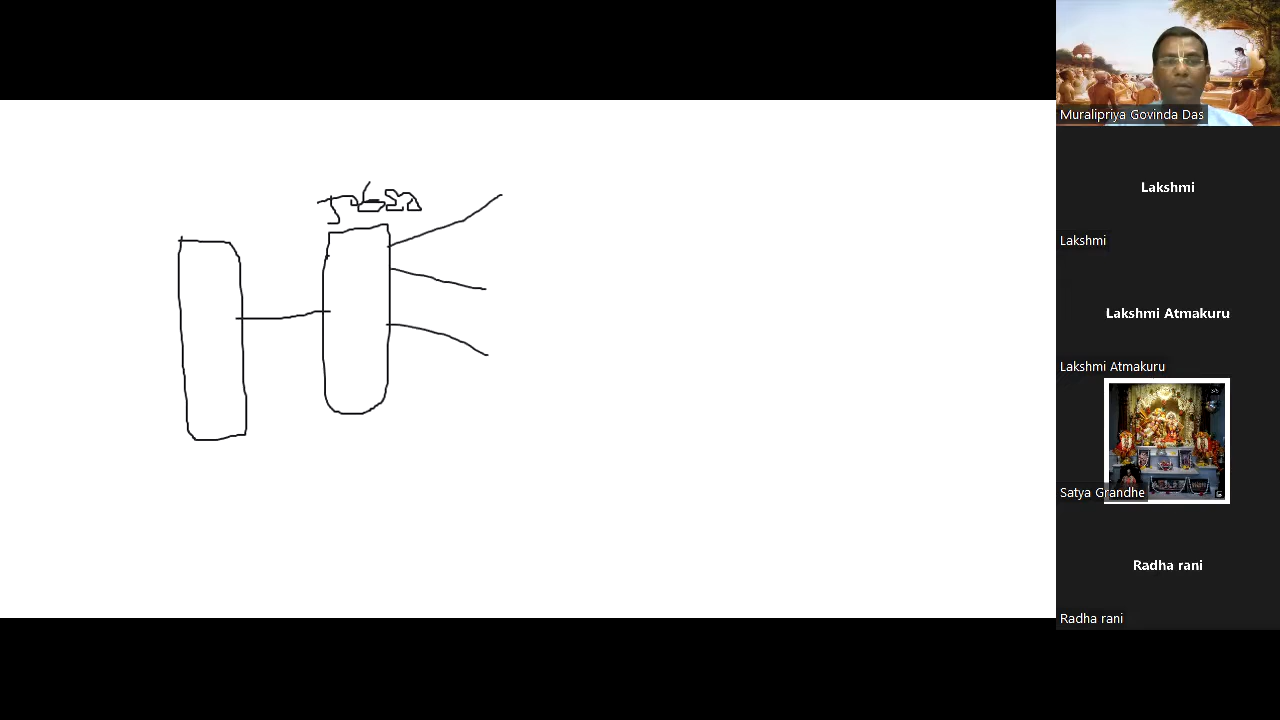 Muralipriya Govinda Das
Lakshmi
Lakshmi
Lakshmi Atmakuru
Lakshmi Atmakuru
Satya Grandhe
Radha rani
Radha rani